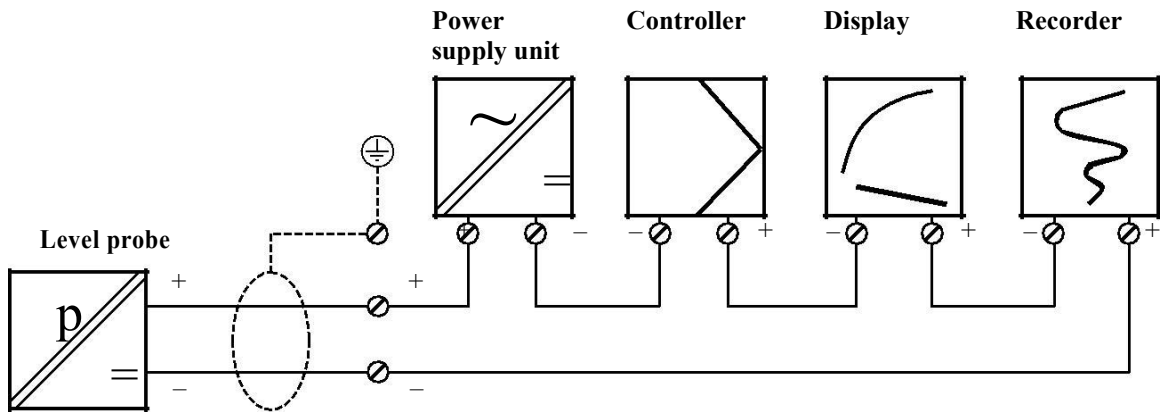 Power
supply unit
Controller
Display
Recorder
~
=
+ − − + − + − +
Level probe
p
=
+ +
− −